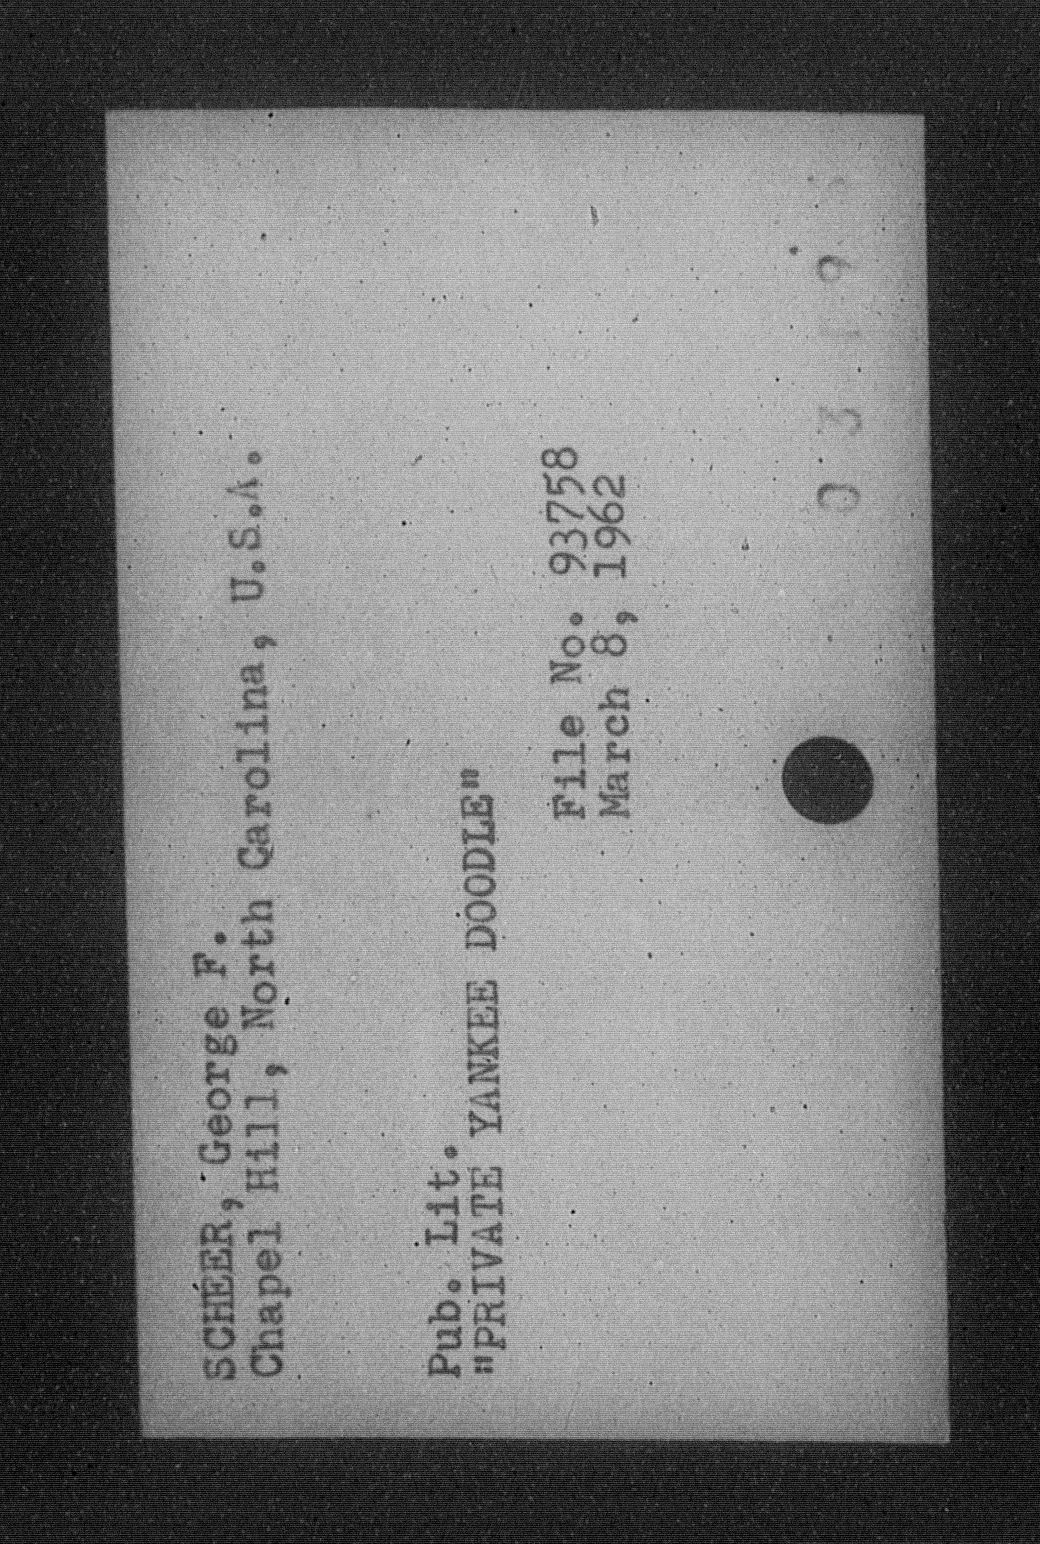 SCHEER, George F.
Chapel Hill, North Carolina, U.S.A.
Pub. Lit.
"PRIVATE YANKEE DOODLE"
File No. 93758
March 8, 1962